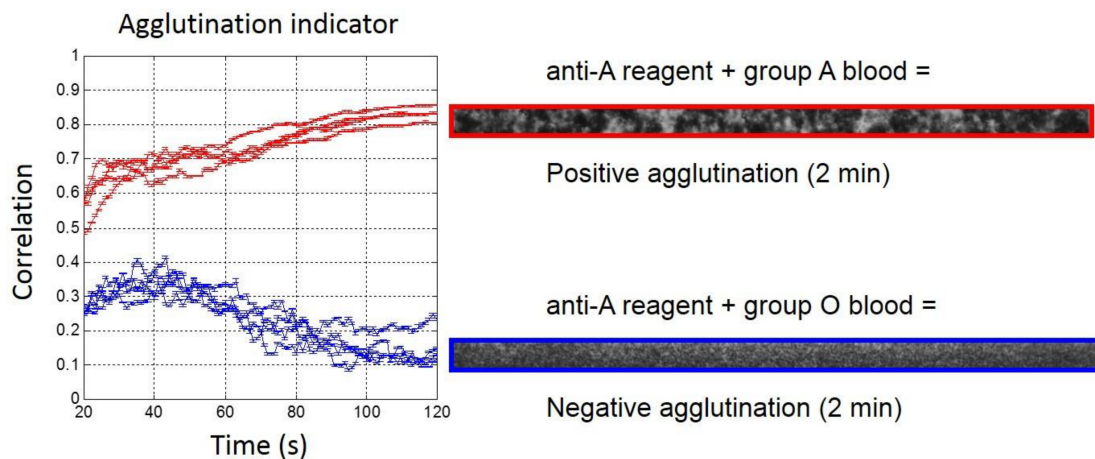 Agglutination indicator
1
0.9
0.8
0.7
0.6
0.5
0.4
0.3
0.2
0.1
0
Correlation
20 40 60 80 100 120
Time (s)
anti-A reagent + group A blood =
Positive agglutination (2 min)
anti-A reagent + group O blood =
Negative agglutination (2 min)